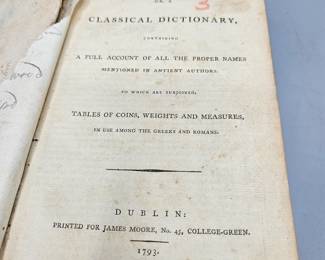 OR, A
3
CLASSICAL DICTIONARY,
CONTAINING
A FULL ACCOUNT OF ALL THE PROPER NAMES
MENTIONED IN ANTIENT AUTHORS.
TO WHICH ARE SUBJOINED,
TABLES OF COINS, WEIGHTS AND MEASURES,
IN USE AMONG THE GREEKS AND ROMANS.
DUBLIN:
PRINTED FOR JAMES MOORE, No. 45, COLLEGE-GREEN.
1793.